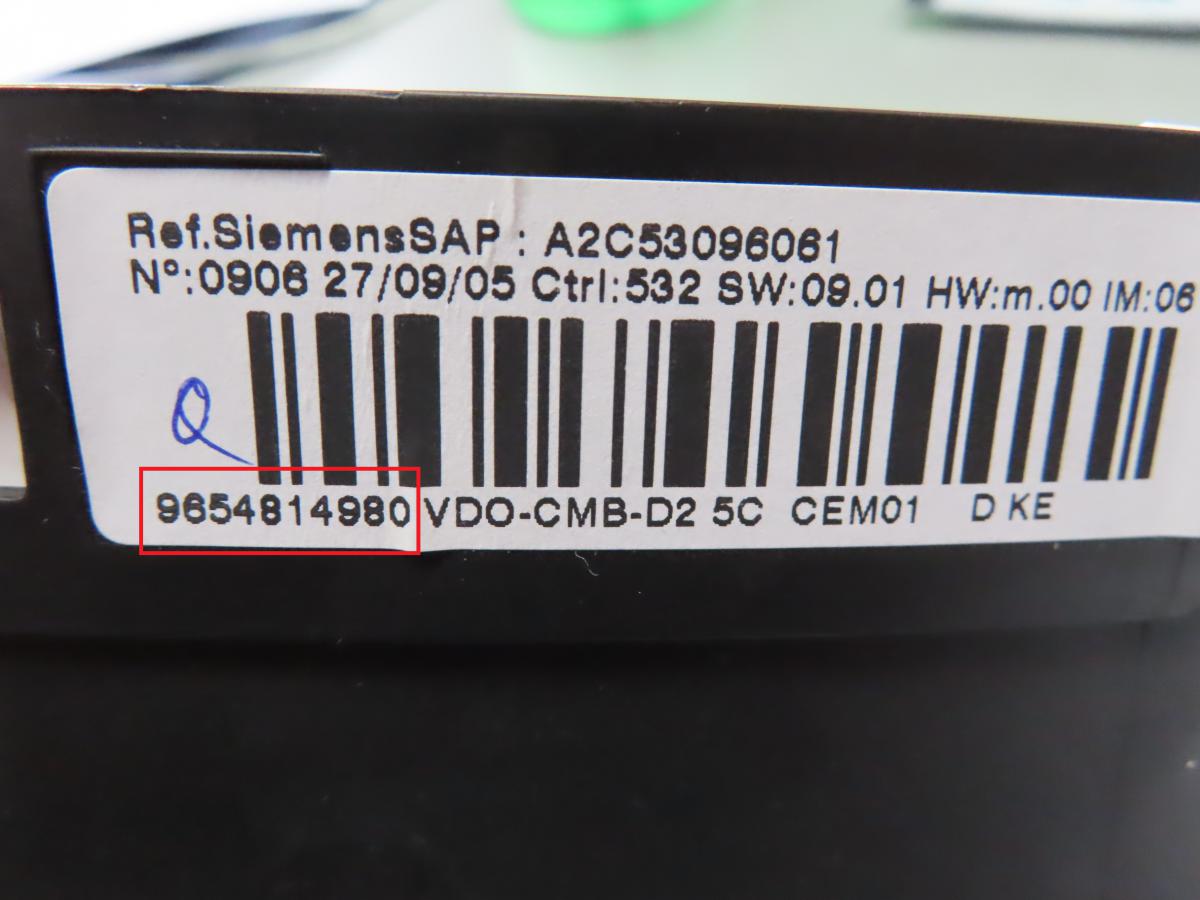 Ref.SiemensSAP : A2C53096061
Nº:0906 27/09/05 Ctrl:532 SW:09.01 HW:m.00 IM:06
Q
9654814980 VDO-CMB-D2 5C CEM01 D KE